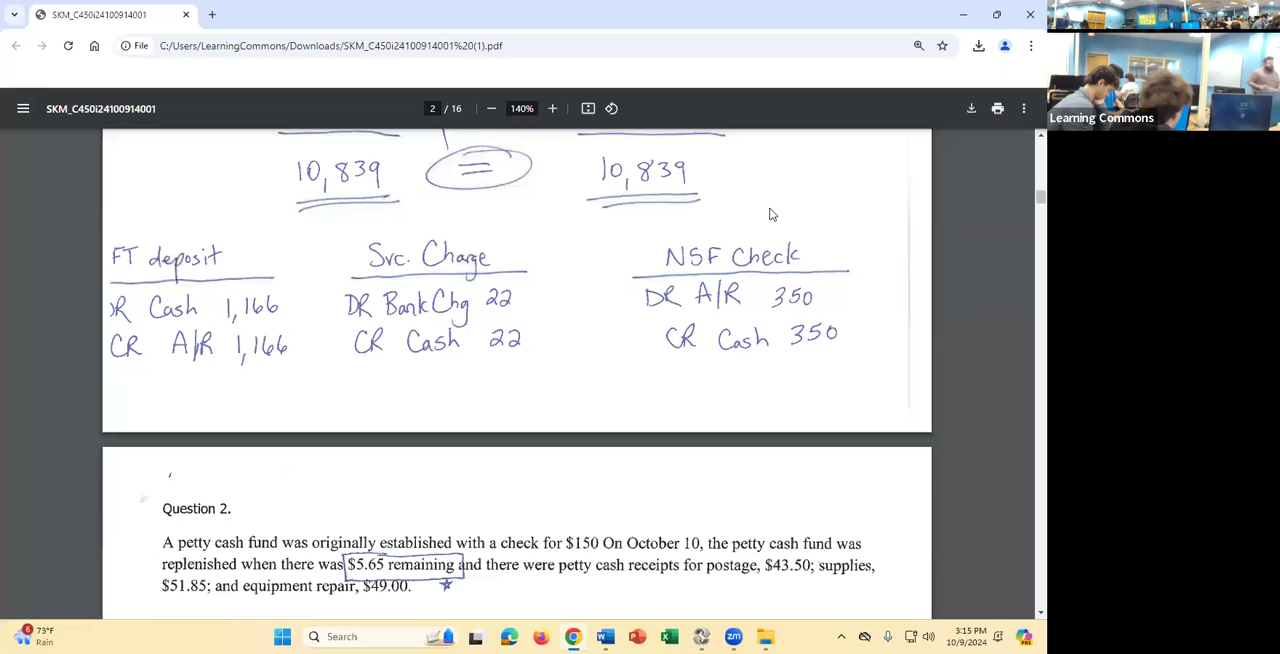 SKM_C450i24100914001
File
C:/Users/LearningCommons/Downloads/SKM_C450i24100914001%20(1).pdf
SKM_C450i24100914001
2 / 16
140%
Learning Commons
10,839 = 10,839
FT deposit
DR Cash 1,166
CR A/R 1,166
Svc. Charge
DR Bank Chg 22
CR Cash 22
NSF Check
DR A/R 350
CR Cash 350
Question 2.
A petty cash fund was originally established with a check for $150 On October 10, the petty cash fund was
replenished when there was $5.65 remaining and there were petty cash receipts for postage, $43.50; supplies,
$51.85; and equipment repair, $49.00.
6
73°F
Rain
Search
3:15 PM
10/9/2024